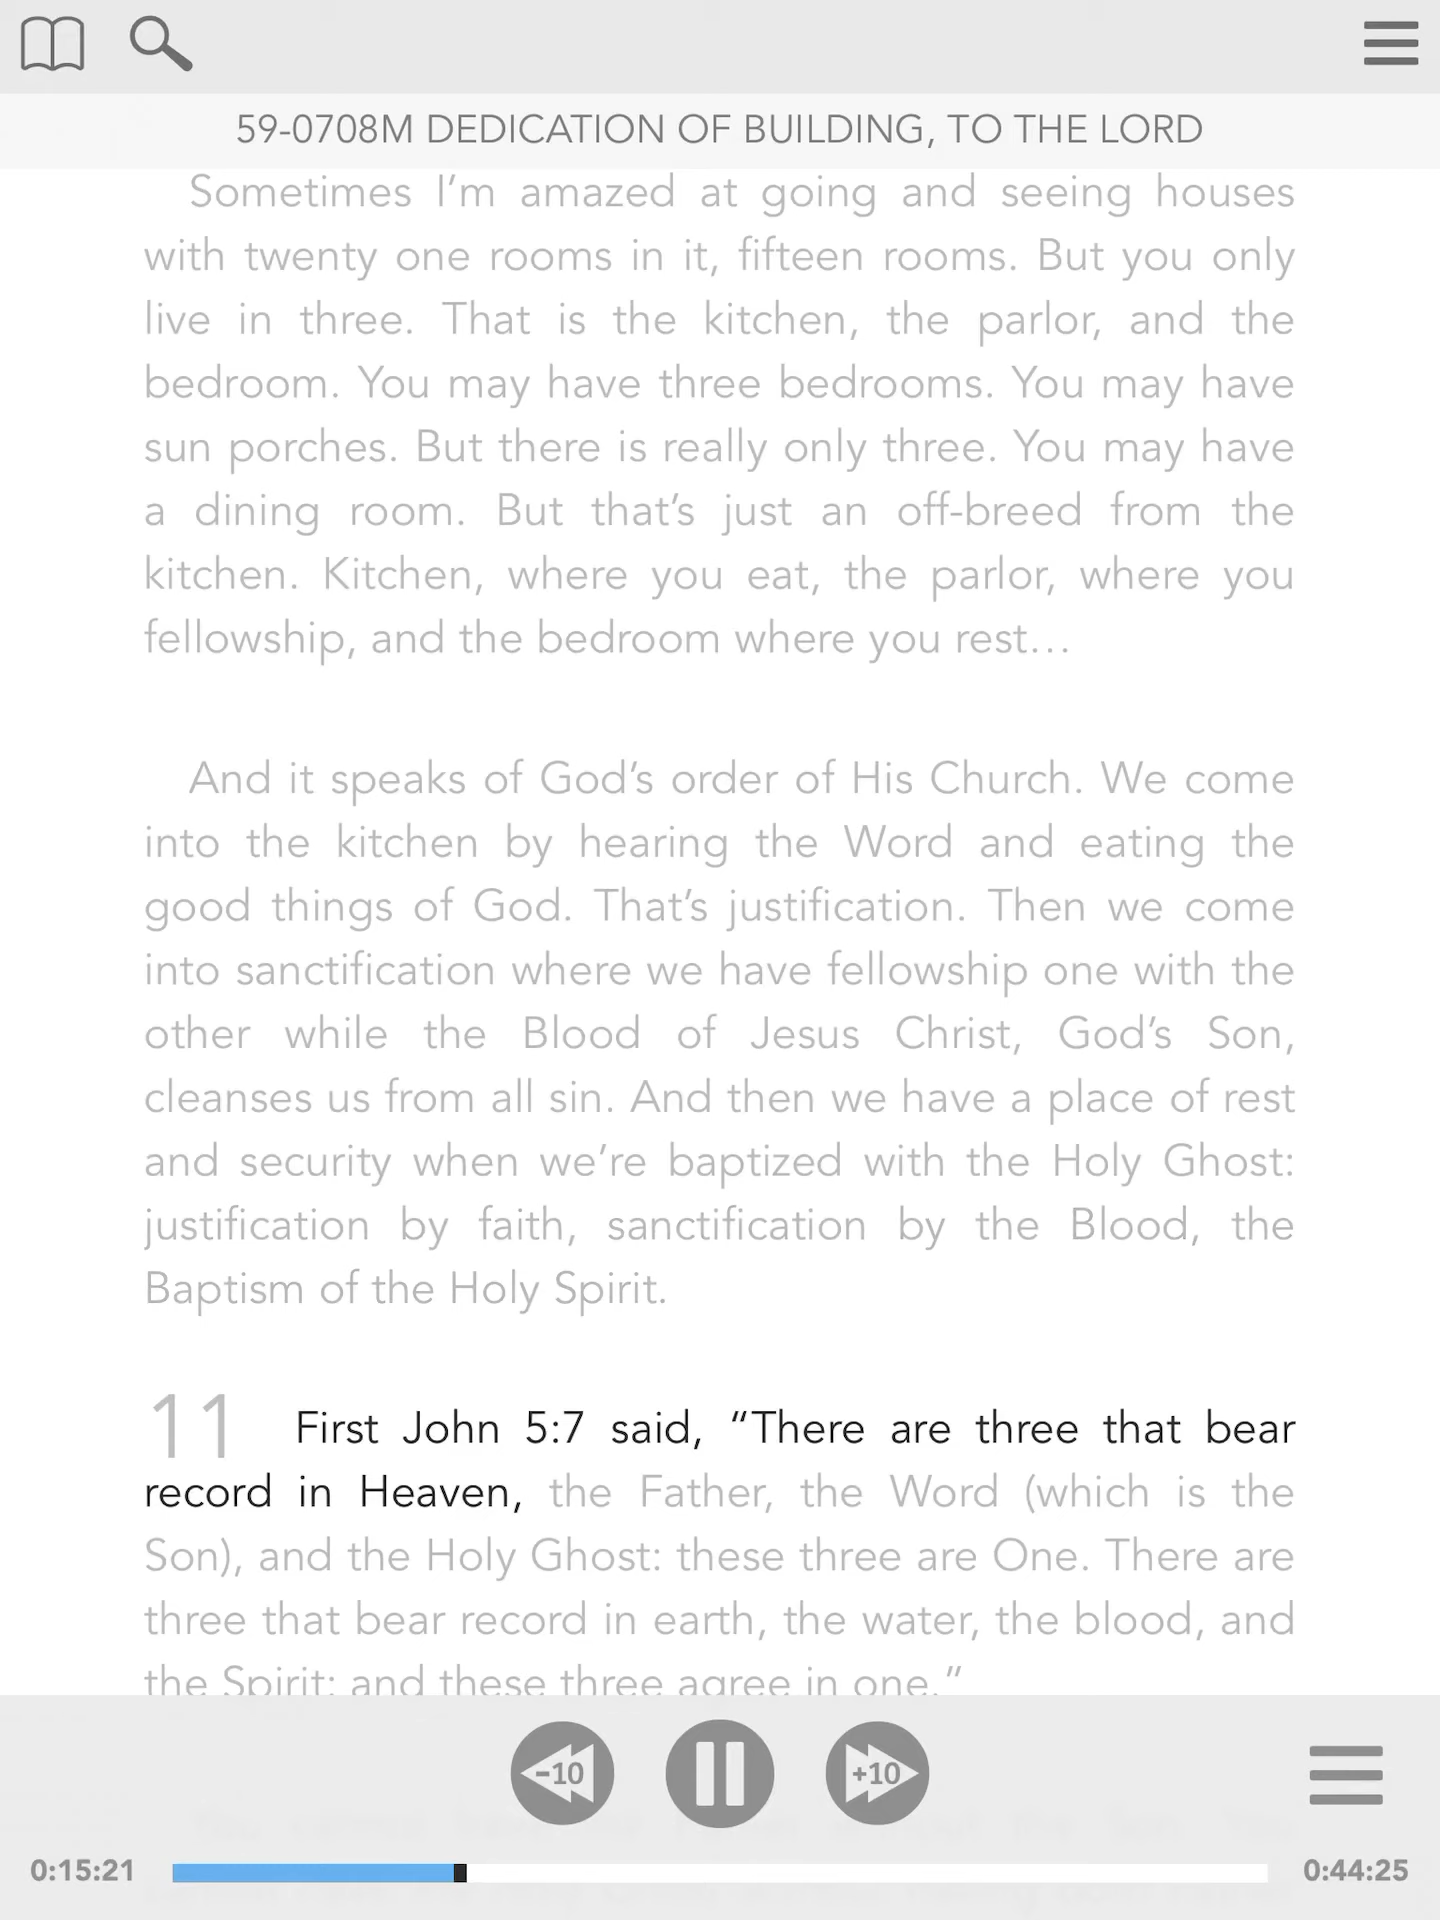 59-0708M DEDICATION OF BUILDING, TO THE LORD
Sometimes I’m amazed at going and seeing houses
with twenty one rooms in it, fifteen rooms. But you only
live in three. That is the kitchen, the parlor, and the
bedroom. You may have three bedrooms. You may have
sun porches. But there is really only three. You may have
a dining room. But that’s just an off-breed from the
kitchen. Kitchen, where you eat, the parlor, where you
fellowship, and the bedroom where you rest…
And it speaks of God’s order of His Church. We come
into the kitchen by hearing the Word and eating the
good things of God. That’s justification. Then we come
into sanctification where we have fellowship one with the
other while the Blood of Jesus Christ, God’s Son,
cleanses us from all sin. And then we have a place of rest
and security when we’re baptized with the Holy Ghost:
justification by faith, sanctification by the Blood, the
Baptism of the Holy Spirit.
11 First John 5:7 said, “There are three that bear
record in Heaven, the Father, the Word (which is the
Son), and the Holy Ghost: these three are One. There are
three that bear record in earth, the water, the blood, and
the Spirit: and these three agree in one.”
-10 +10
0:15:21 0:44:25